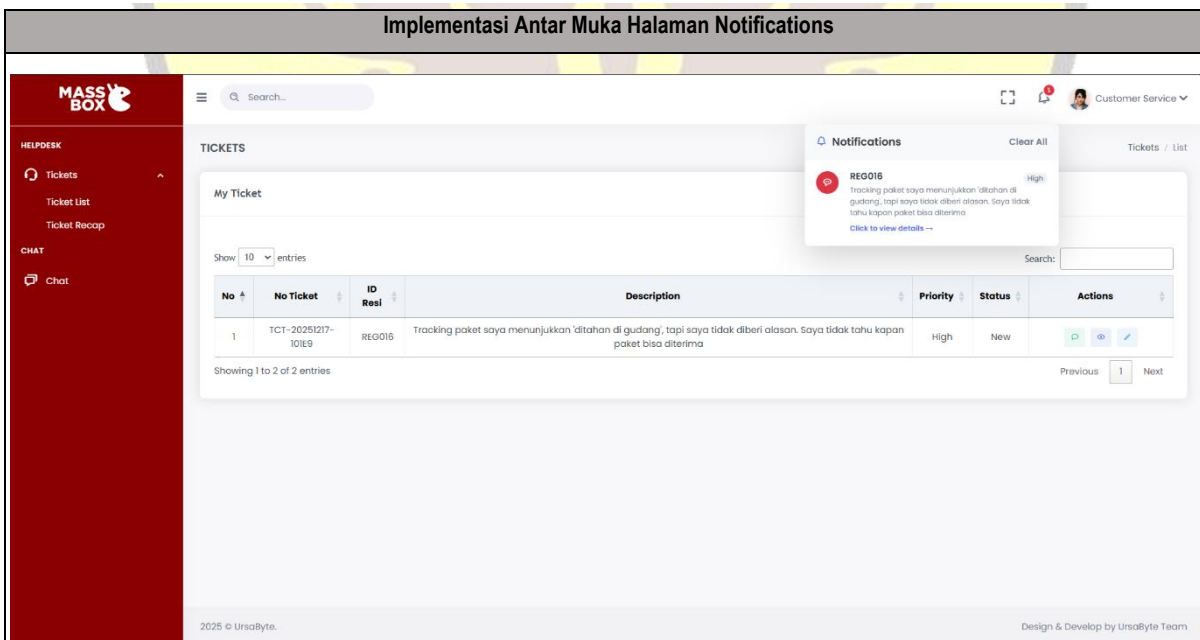 Implementasi Antar Muka Halaman Notifications
MASS
BOX
Search...
1
Customer Service
HELPDESK
Tickets
Ticket List
Ticket Recap
CHAT
Chat
TICKETS
Tickets / List
Notifications
Clear All
REG016
High
Tracking paket saya menunjukkan 'ditahan di
gudang', tapi saya tidak diberi alasan. Saya tidak
tahu kapan paket bisa diterima
Click to view details →
My Ticket
Show 10 entries
Search:
No
No Ticket
ID
Resi
Description
Priority
Status
Actions
1
TCT-20251217-
101E9
REG016
Tracking paket saya menunjukkan 'ditahan di gudang', tapi saya tidak diberi alasan. Saya tidak tahu kapan
paket bisa diterima
High
New
Showing 1 to 2 of 2 entries
Previous 1 Next
2025 © UrsaByte.
Design & Develop by UrsaByte Team